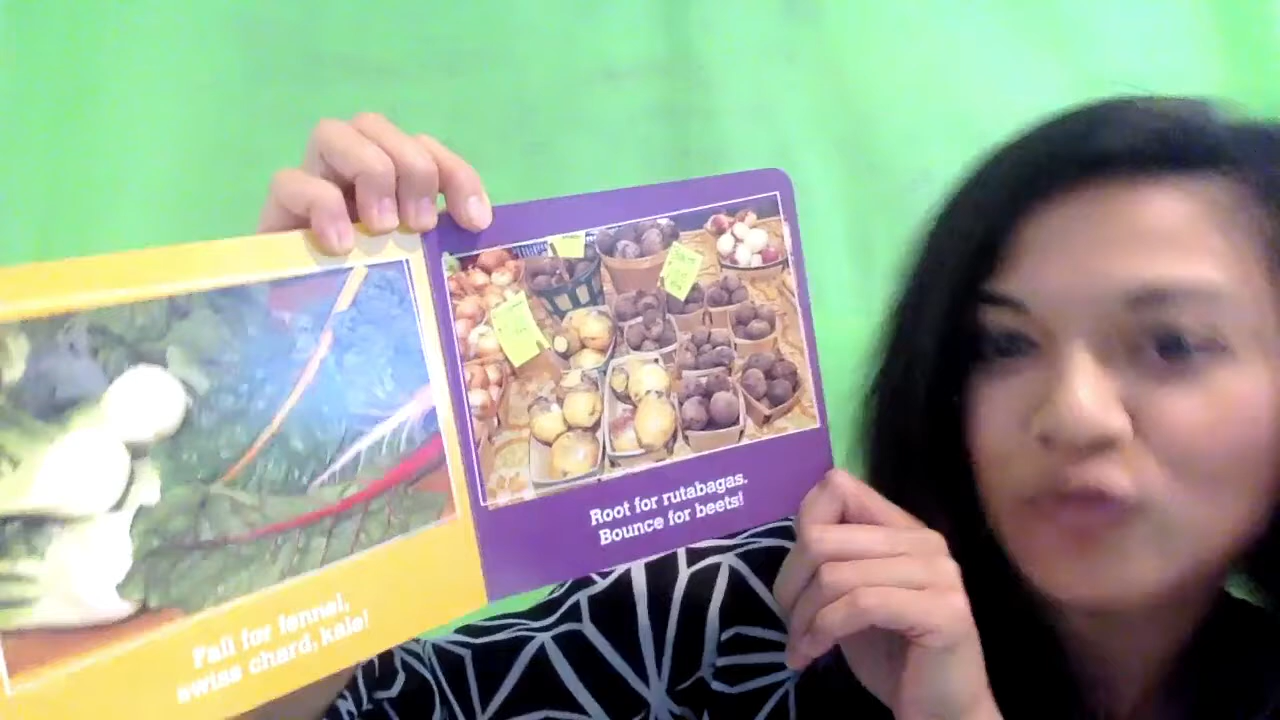 Fall for fennel,
swiss chard, kale!
Root for rutabagas.
Bounce for beets!